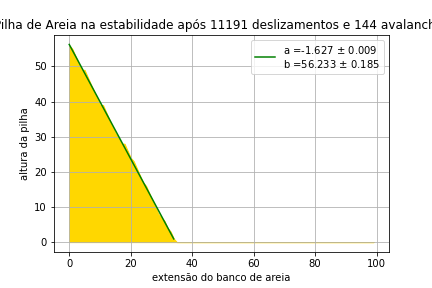 ilha de Areia na estabilidade após 11191 deslizamentos e 144 avalanch
a =-1.627 ± 0.009
b =56.233 ± 0.185
altura da pilha
50
40
30
20
10
0
0 20 40 60 80 100
extensão do banco de areia